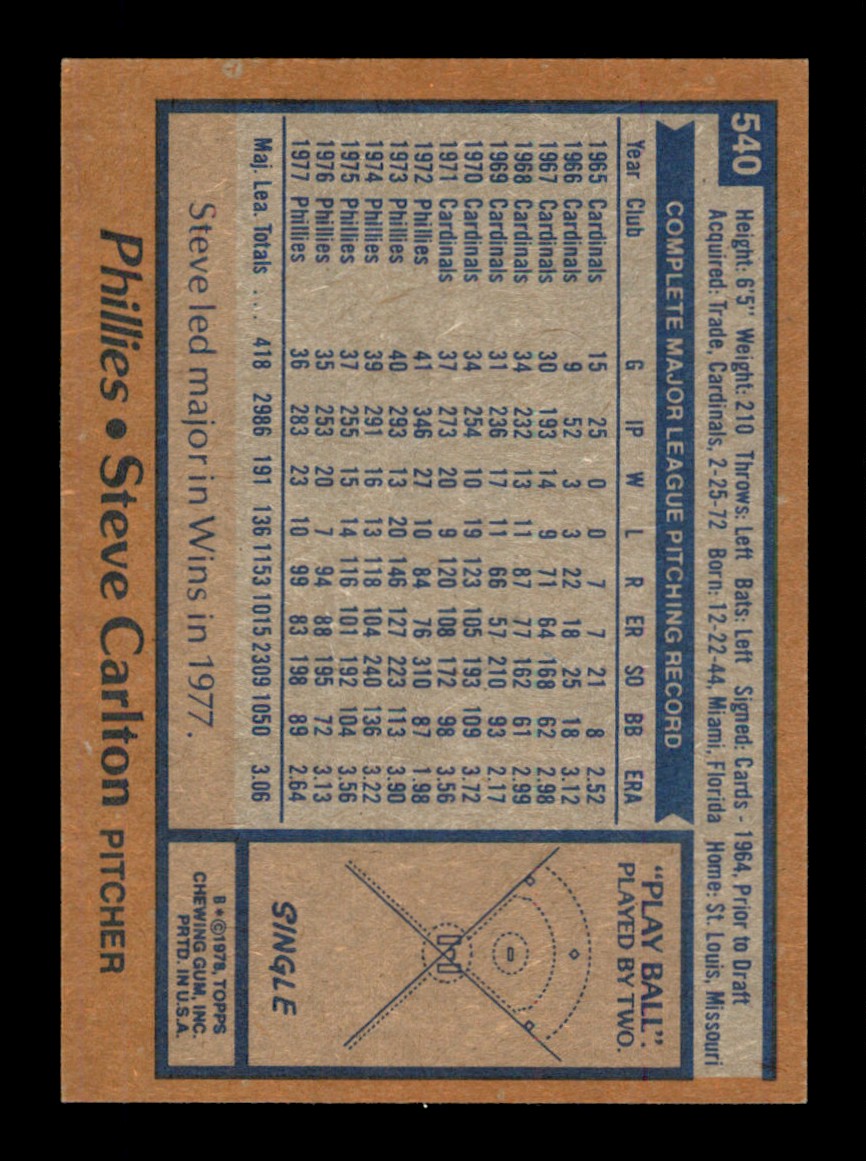 540
Height: 6'5" Weight: 210 Throws: Left Bats: Left Signed: Cards - 1964, Prior to Draft
Acquired: Trade, Cardinals, 2-25-72 Born: 12-22-44, Miami, Florida Home: St. Louis, Missouri
COMPLETE MAJOR LEAGUE PITCHING RECORD
Year Club G IP W L R ER SO BB ERA
1965 Cardinals 15 25 0 0 7 7 21 8 2.52
1966 Cardinals 9 52 3 3 22 18 25 18 3.12
1967 Cardinals 30 193 14 9 71 64 168 62 2.98
1968 Cardinals 34 232 13 11 87 77 162 61 2.99
1969 Cardinals 31 236 17 11 66 57 210 93 2.17
1970 Cardinals 34 254 10 19 123 105 193 109 3.72
1971 Cardinals 37 273 20 9 120 108 172 98 3.56
1972 Phillies 41 346 27 10 84 76 310 87 1.98
1973 Phillies 40 293 13 20 146 127 223 113 3.90
1974 Phillies 39 291 16 13 118 104 240 136 3.22
1975 Phillies 37 255 15 14 116 101 192 104 3.56
1976 Phillies 35 253 20 7 94 88 195 72 3.13
1977 Phillies 36 283 23 10 99 83 198 89 2.64
Maj. Lea. Totals .... 418 2986 191 136 1153 1015 2309 1050 3.06
Steve led major in Wins in 1977.
"PLAY BALL".
PLAYED BY TWO.
SINGLE
B*©1978, TOPPS
CHEWING GUM, INC.
PRTD. IN U.S.A.
Phillies • Steve Carlton PITCHER